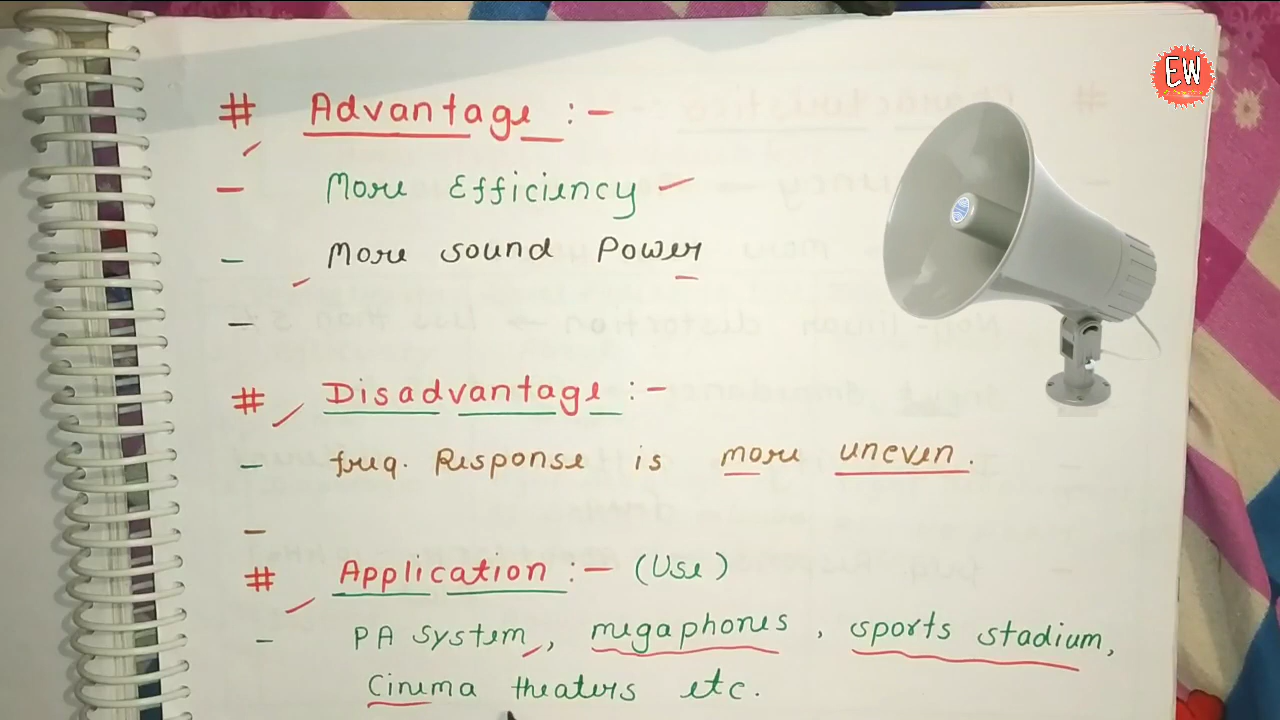 # Advantage :-
- More Efficiency
- More sound Power
-
# Disadvantage :-
- freq. Response is more uneven.
-
# Application :- (Use)
- PA system, megaphones, sports stadium,
Cinema theaters etc.
EW